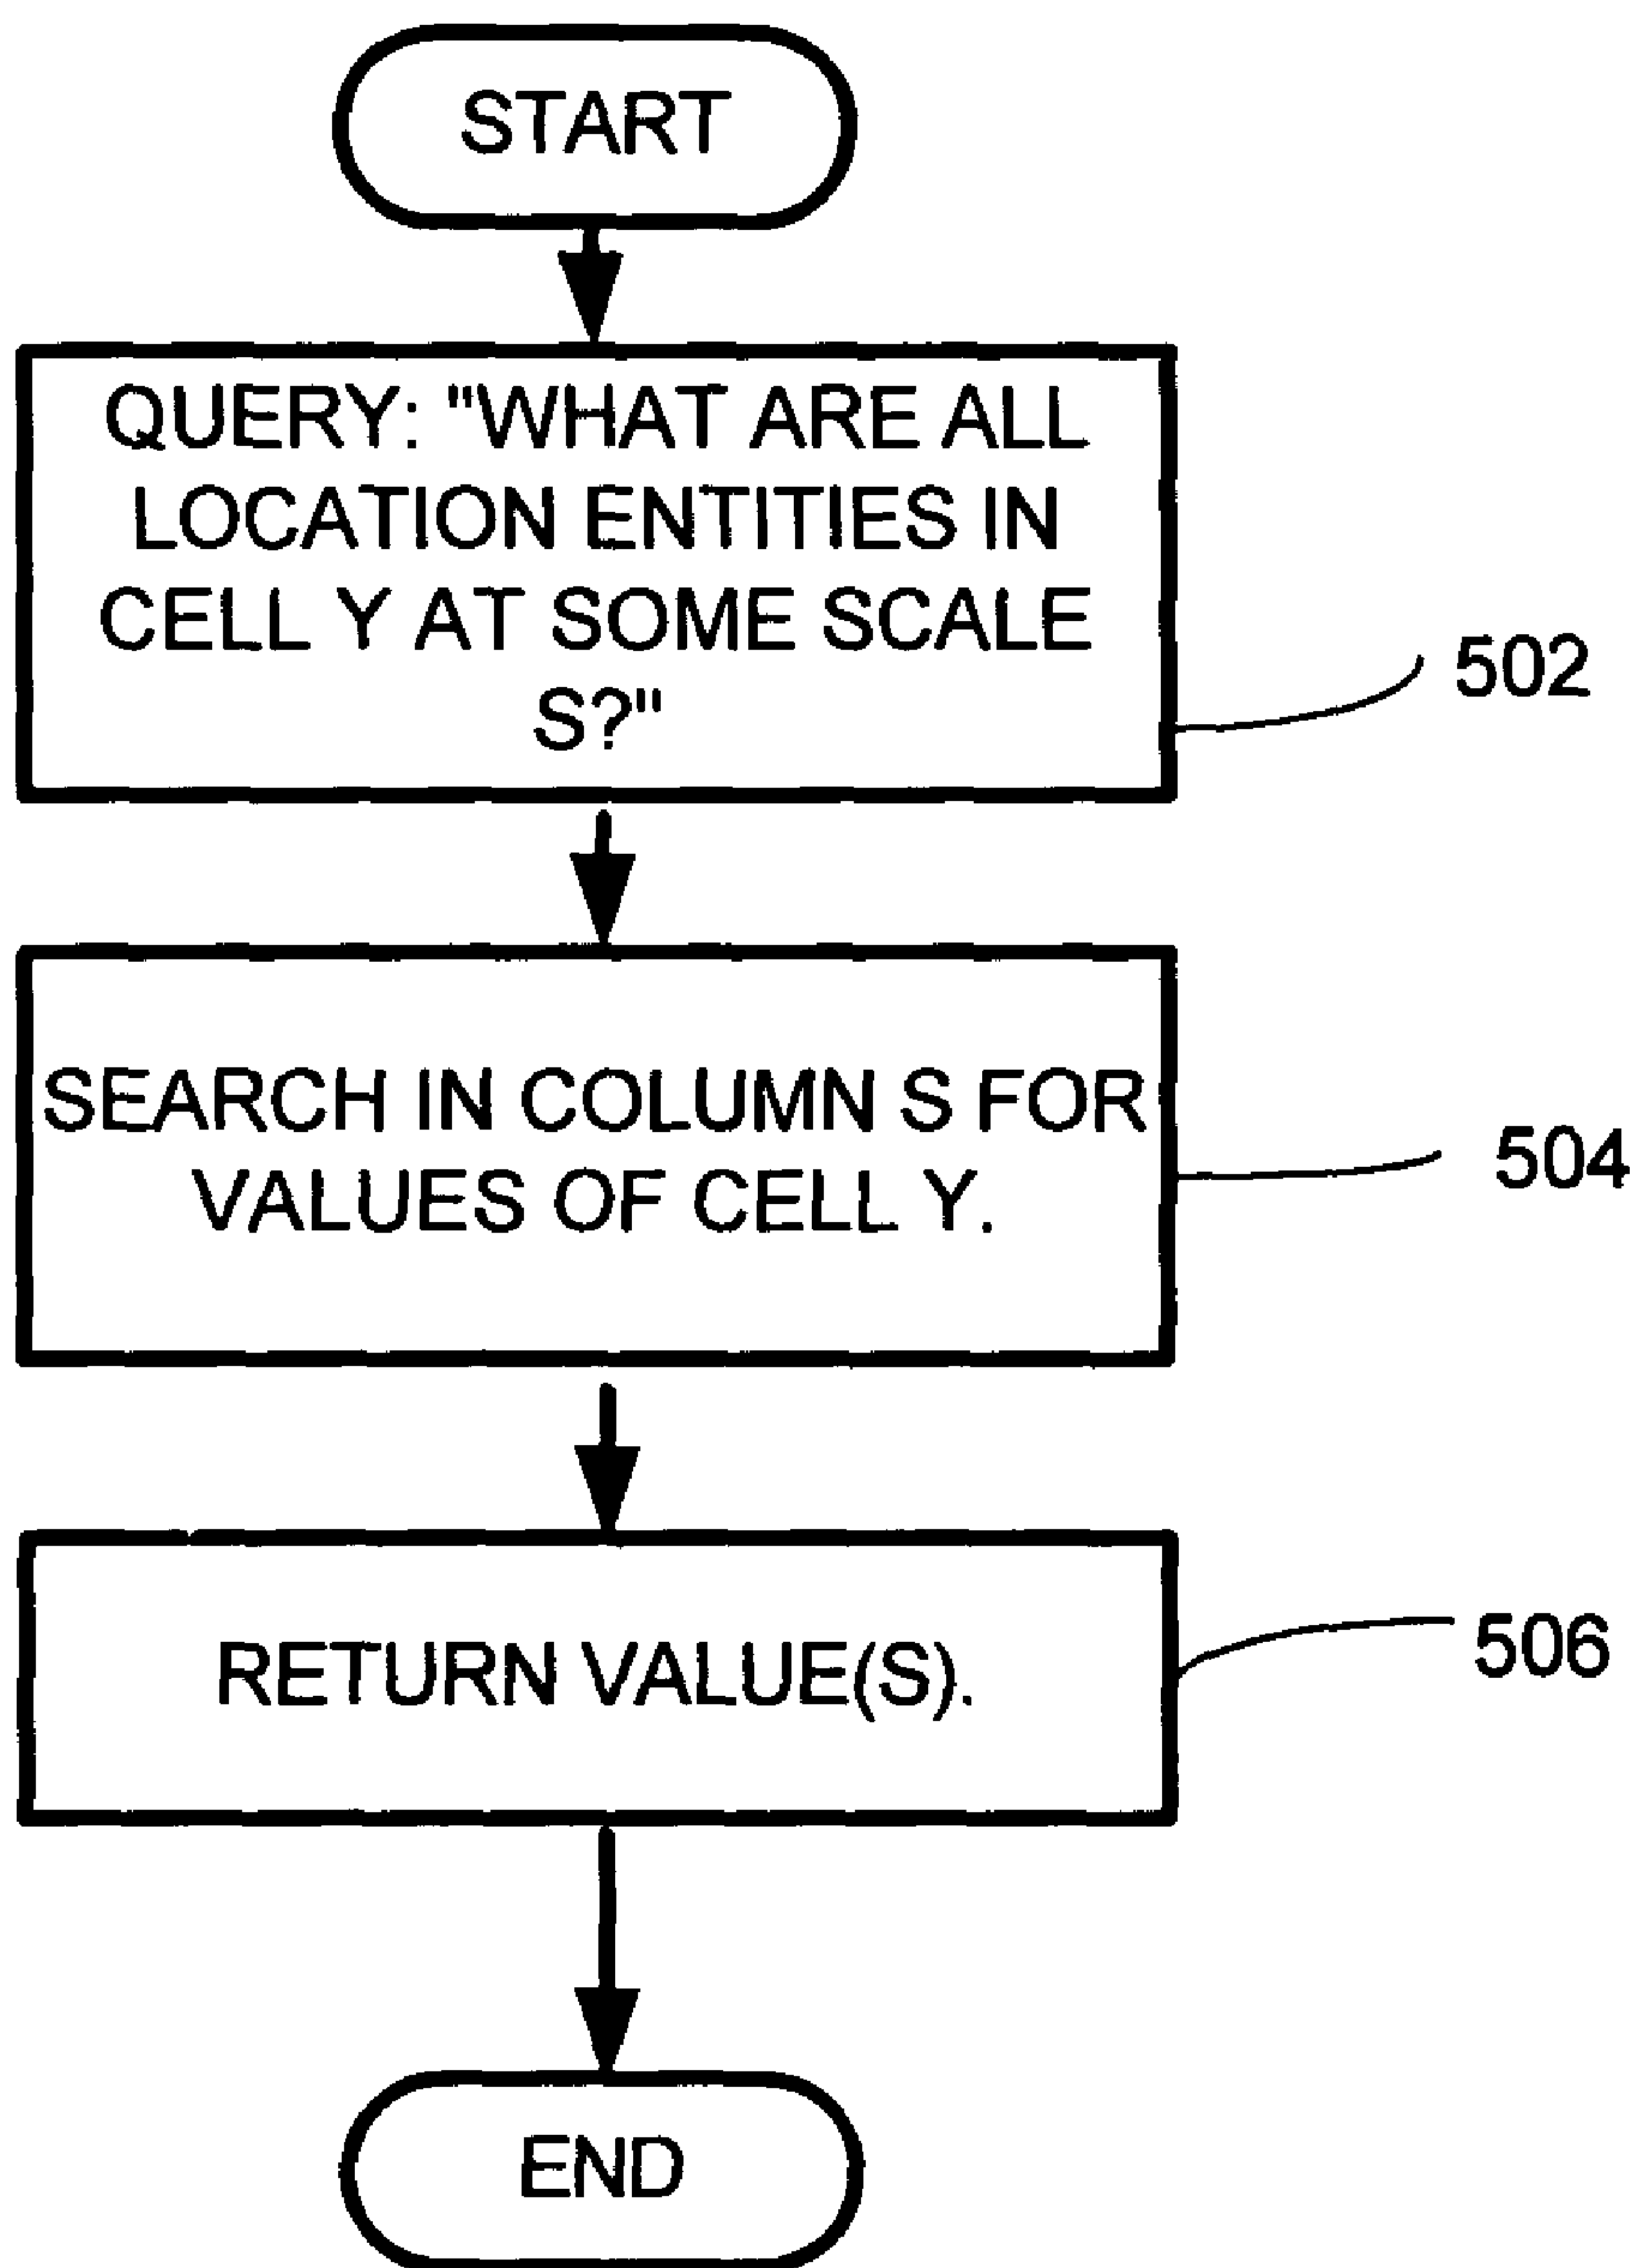 START
QUERY: "WHAT ARE ALL
LOCATION ENTITIES IN
CELL Y AT SOME SCALE
S?"
502
SEARCH IN COLUMN S FOR
VALUES OF CELL Y.
504
RETURN VALUE(S).
506
END